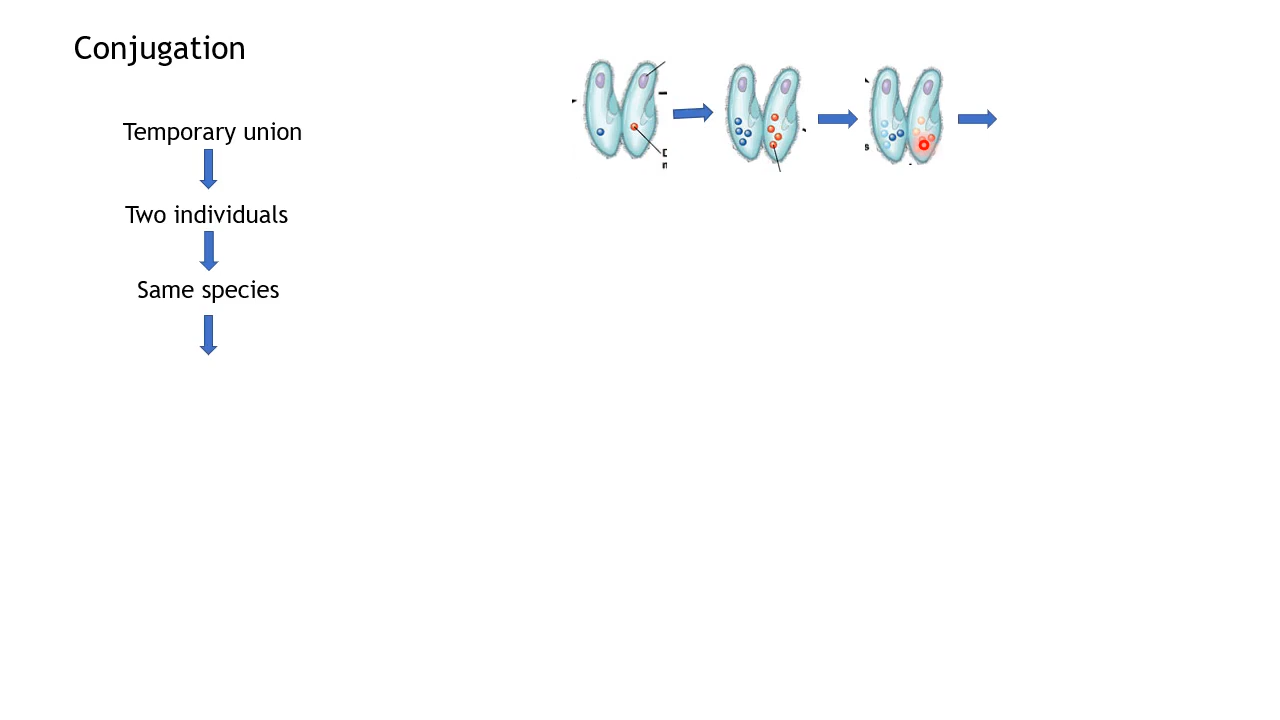 Conjugation
Temporary union
Two individuals
Same species